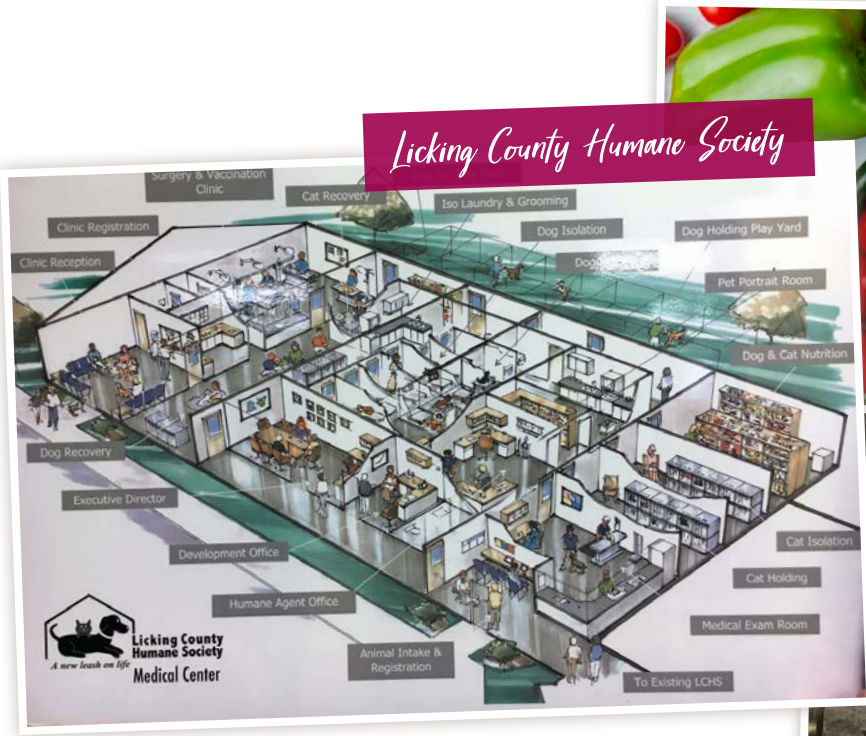 Licking County Humane Society
Surgery & Vaccination
Clinic
Cat Recovery
Iso Laundry & Grooming
Clinic Registration
Dog Isolation
Dog Holding Play Yard
Clinic Reception
Dog
Pet Portrait Room
Dog & Cat Nutrition
Dog Recovery
Executive Director
Development Office
Cat Isolation
Cat Holding
Humane Agent Office
Medical Exam Room
Animal Intake &
Registration
To Existing LCHS
Licking County
Humane Society
A new leash on life
Medical Center